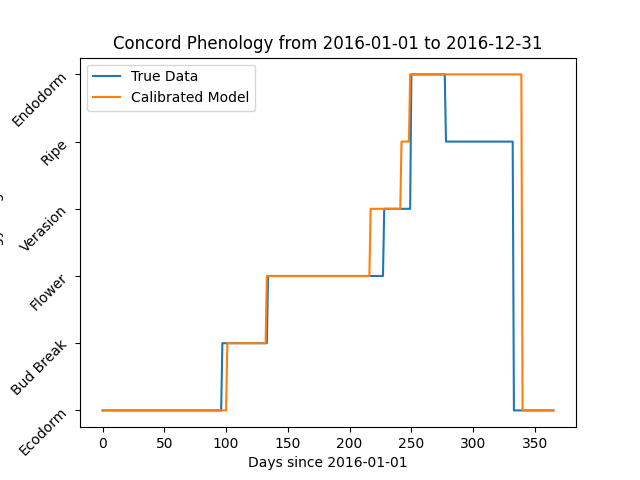 Concord Phenology from 2016-01-01 to 2016-12-31
True Data
Calibrated Model
Endodorm
Ripe
Verasion
Flower
Bud Break
Ecodorm
0 50 100 150 200 250 300 350
Days since 2016-01-01